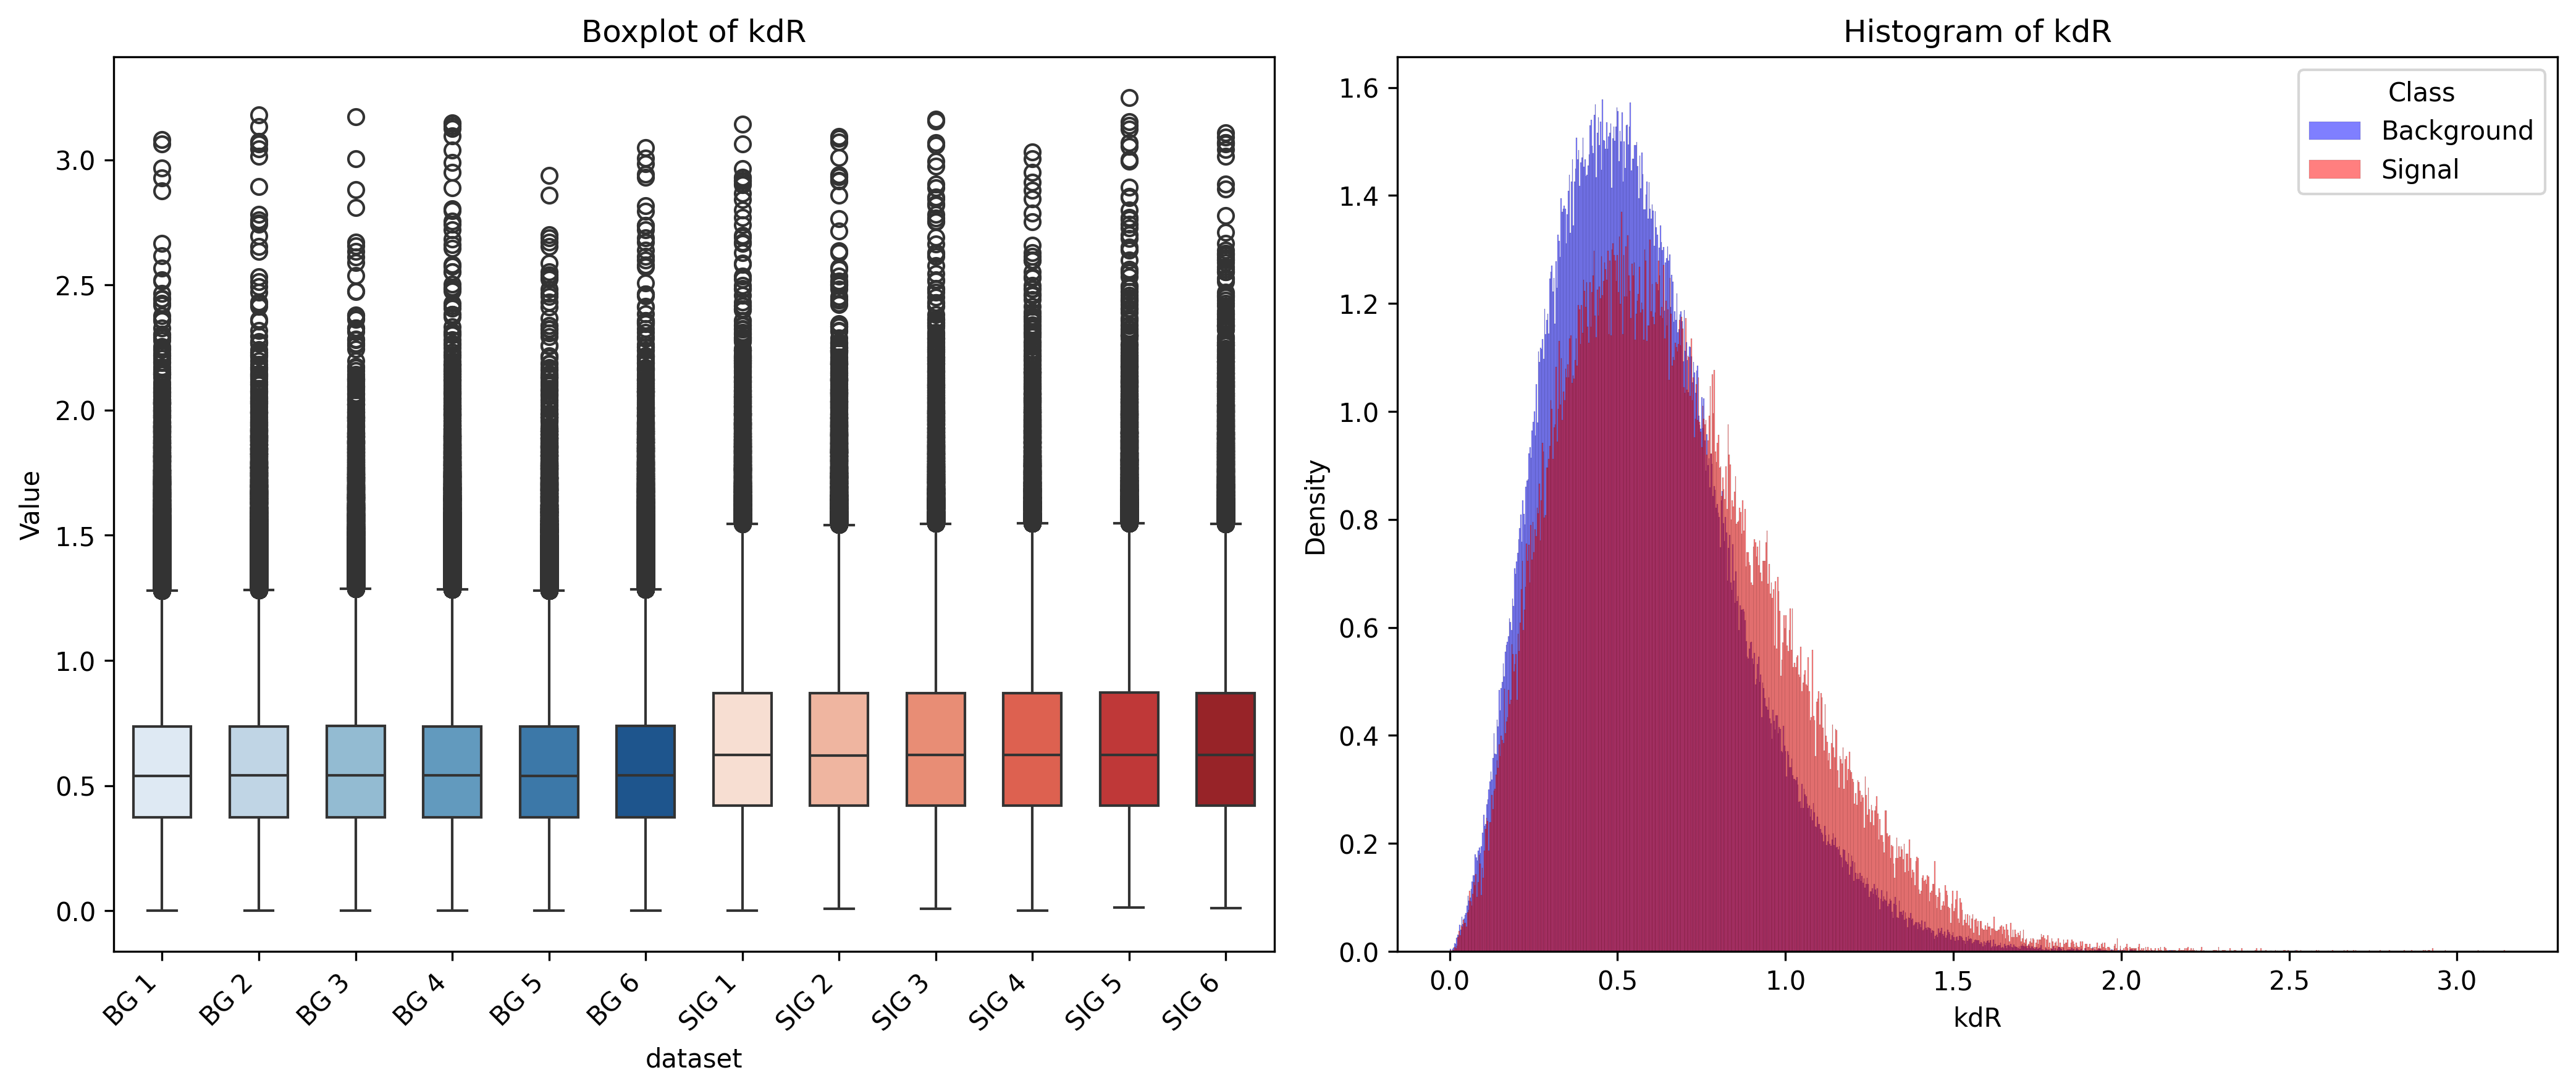 Boxplot of kdR
Value
3.0
2.5
2.0
1.5
1.0
0.5
0.0
BG 1
BG 2
BG 3
BG 4
BG 5
BG 6
SIG 1
SIG 2
SIG 3
SIG 4
SIG 5
SIG 6
dataset
Histogram of kdR
Density
1.6
1.4
1.2
1.0
0.8
0.6
0.4
0.2
0.0
Class
Background
Signal
0.0
0.5
1.0
1.5
2.0
2.5
3.0
kdR